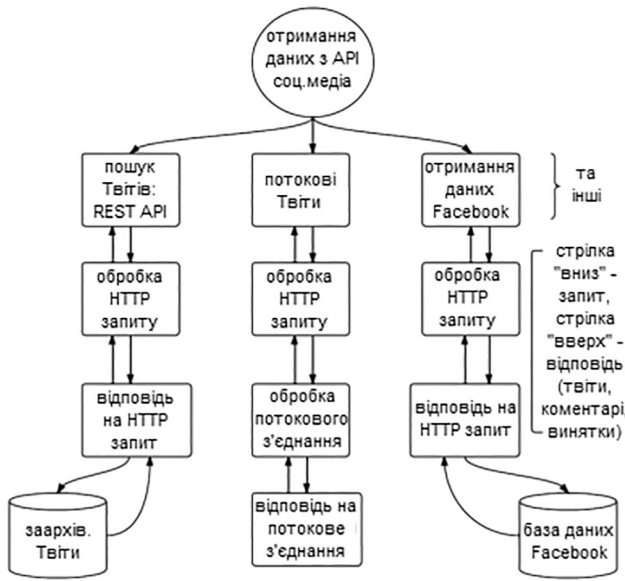 отримання
даних з API
соц.медіа
пошук
Твітів:
REST API
потокові
Твіти
отримання
даних
Facebook
та
інші
обробка
HTTP
запиту
обробка
HTTP
запиту
обробка
HTTP
запиту
стрілка
"вниз" -
запит,
стрілка
"вверх" -
відповідь
(твіти,
коментарі,
винятки)
відповідь
на HTTP
запит
обробка
потокового
з'єднання
відповідь на
HTTP запит
заархів.
Твіти
відповідь на
потокове
з'єднання
база даних
Facebook